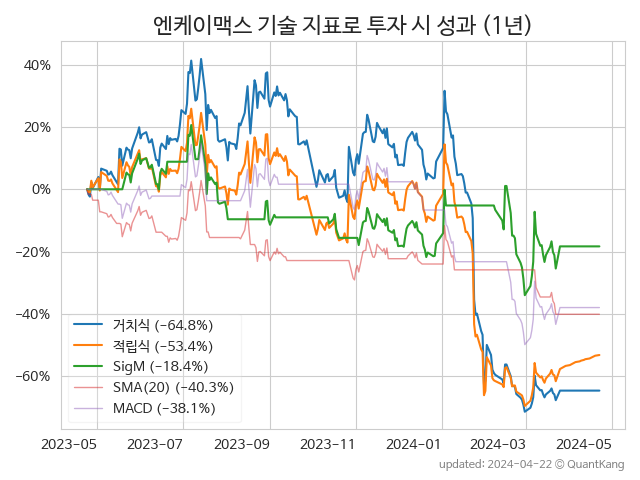 엔케이맥스 기술 지표로 투자 시 성과 (1년)
40%
20%
0%
−20%
−40%
−60%
거치식 (−64.8%)
적립식 (−53.4%)
SigM (−18.4%)
SMA(20) (−40.3%)
MACD (−38.1%)
2023-05 2023-07 2023-09 2023-11 2024-01 2024-03 2024-05
updated: 2024-04-22 @ QuantKang